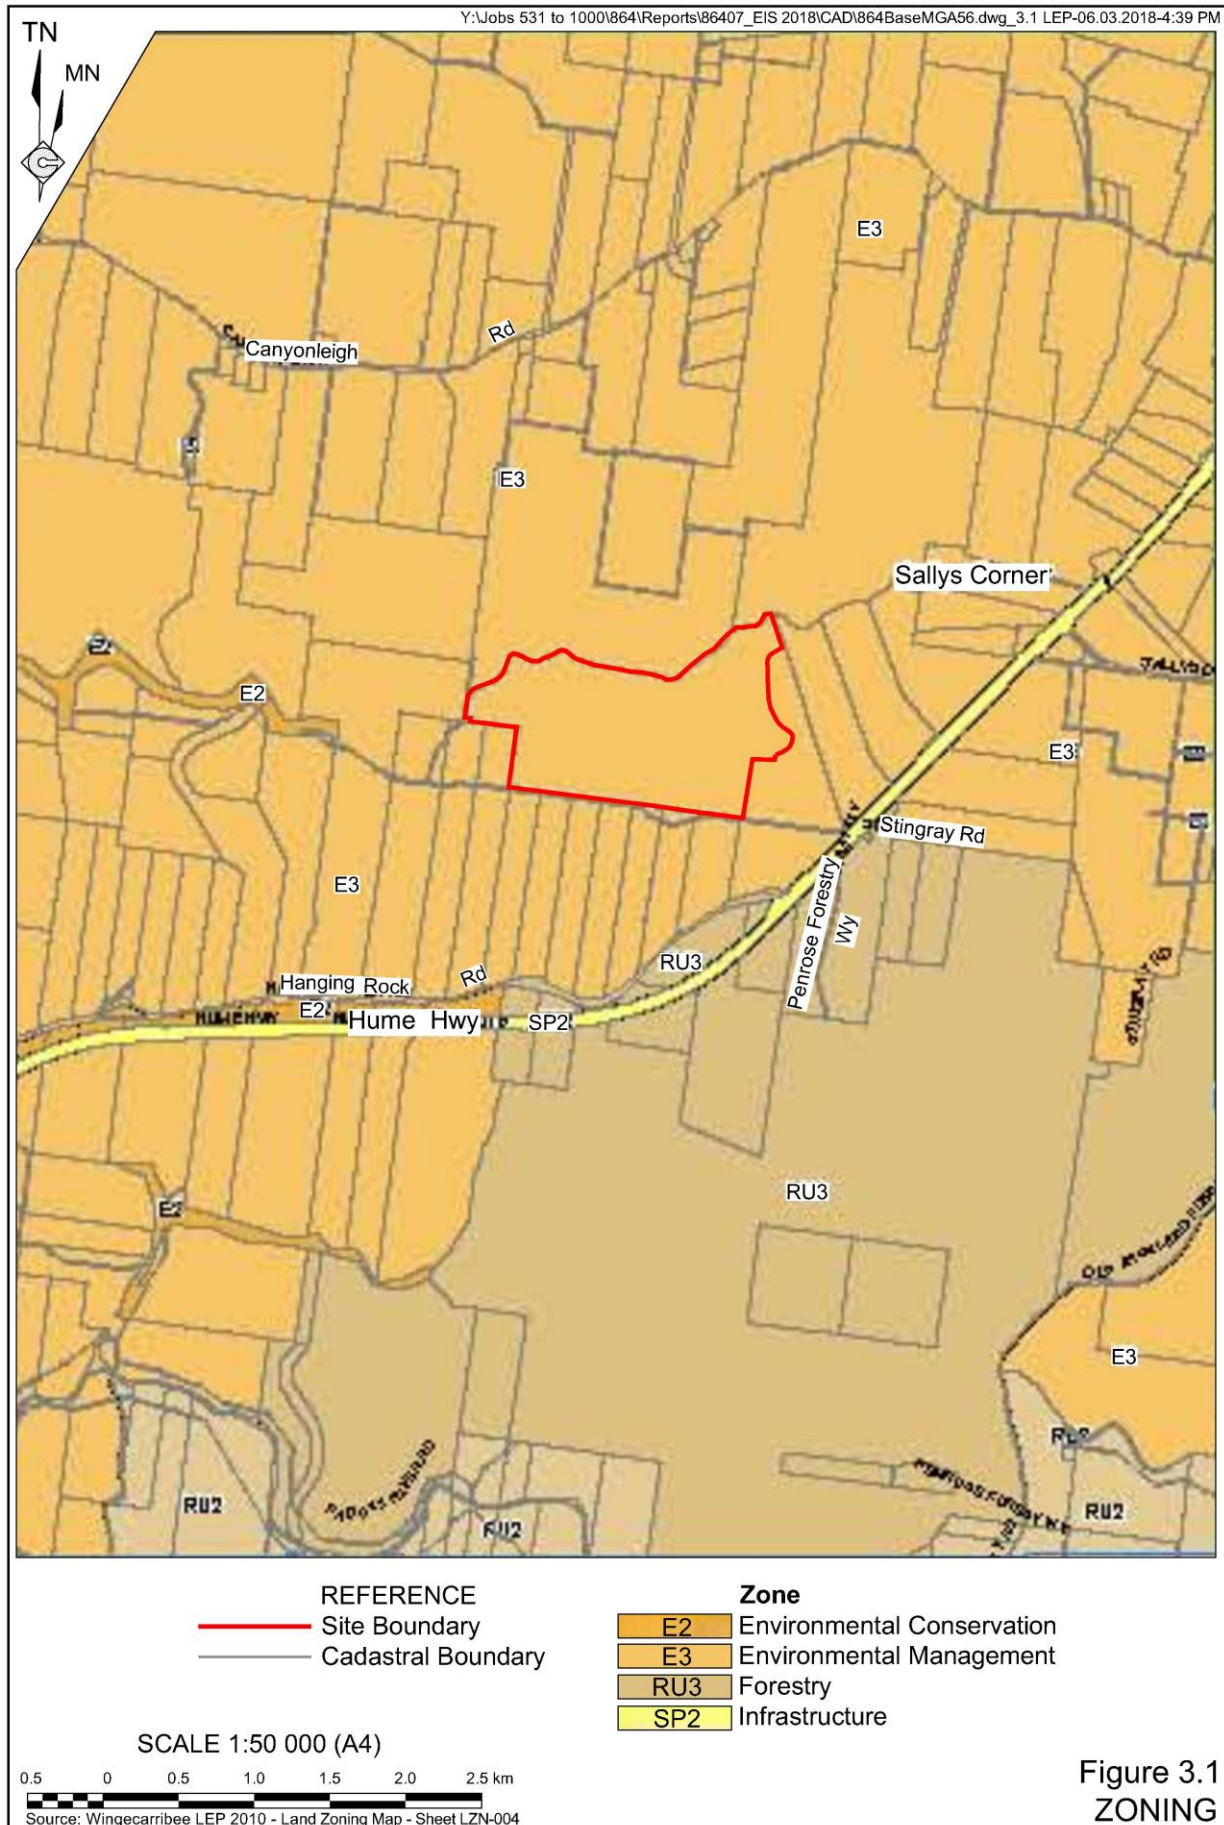 Y:\Jobs 531 to 1000\864\Reports\86407_EIS 2018\CAD\864BaseMGA56.dwg_3.1 LEP-06.03.2018-4:39 PM
TN
MN
E3
Rd
Canyonleigh
E3
Sallys Corner
E2
E2
E3
Stingray Rd
E3
Penrose Forestry
Wy
RU3
Rd
Hanging Rock
E2
HUME HWY
Hume Hwy
SP2
RU3
E2
E3
RU2
RU2
RU2
REFERENCE
Site Boundary
Cadastral Boundary
Zone
E2 Environmental Conservation
E3 Environmental Management
RU3 Forestry
SP2 Infrastructure
SCALE 1:50 000 (A4)
0.5 0 0.5 1.0 1.5 2.0 2.5 km
Source: Wingecarribee LEP 2010 - Land Zoning Map - Sheet LZN-004
Figure 3.1
ZONING